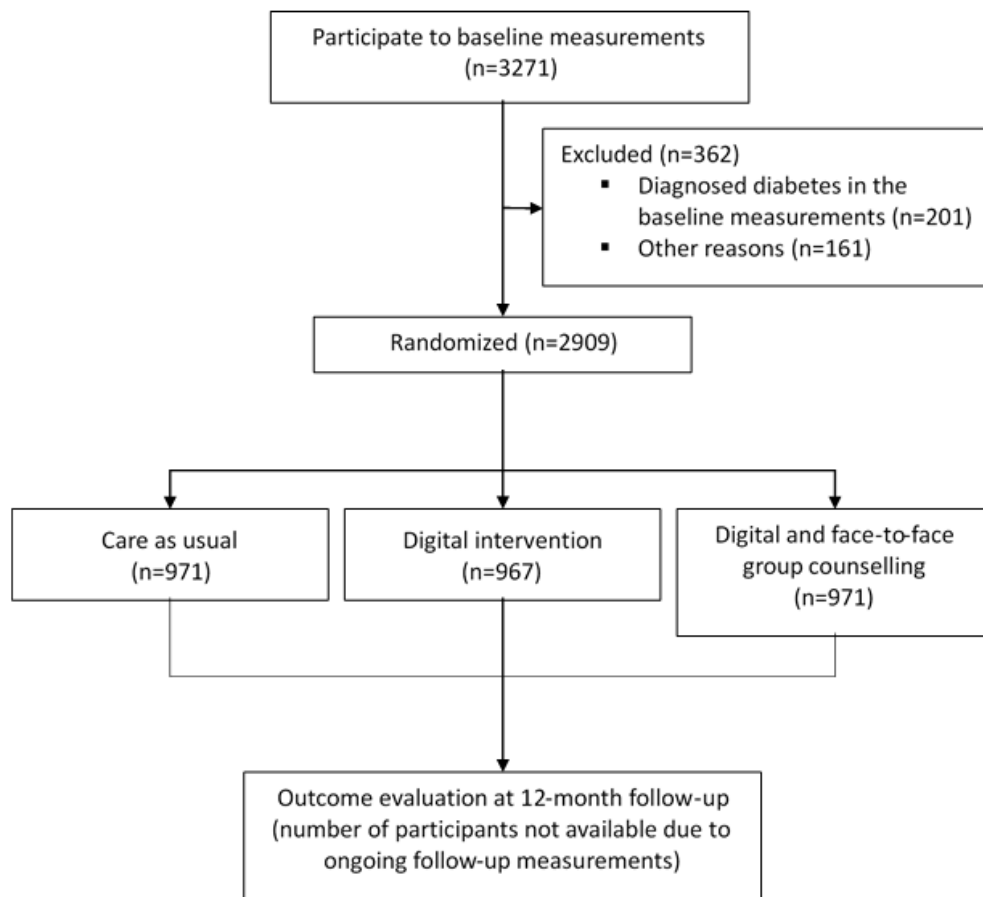 Participate to baseline measurements
(n=3271)
Excluded (n=362)
▪ Diagnosed diabetes in the
baseline measurements (n=201)
▪ Other reasons (n=161)
Randomized (n=2909)
Care as usual
(n=971)
Digital intervention
(n=967)
Digital and face-to-face
group counselling
(n=971)
Outcome evaluation at 12-month follow-up
(number of participants not available due to
ongoing follow-up measurements)